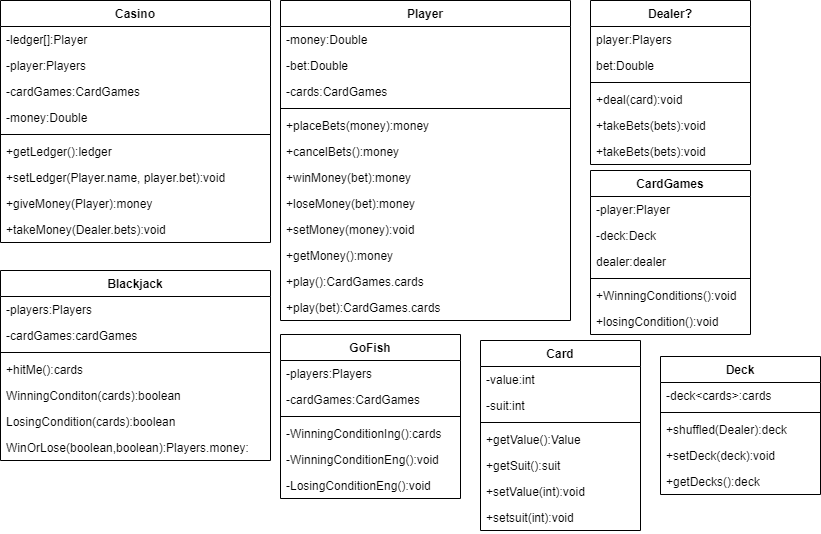 Casino
-ledger[]:Player
-player:Players
-cardGames:CardGames
-money:Double
+getLedger():ledger
+setLedger(Player.name, player.bet):void
+giveMoney(Player):money
+takeMoney(Dealer.bets):void
Player
-money:Double
-bet:Double
-cards:CardGames
+placeBets(money):money
+cancelBets():money
+winMoney(bet):money
+loseMoney(bet):money
+setMoney(money):void
+getMoney():money
+play():CardGames.cards
+play(bet):CardGames.cards
Dealer?
player:Players
bet:Double
+deal(card):void
+takeBets(bets):void
+takeBets(bets):void
CardGames
-player:Player
-deck:Deck
dealer:dealer
+WinningConditions():void
+losingCondition():void
Blackjack
-players:Players
-cardGames:cardGames
+hitMe():cards
WinningConditon(cards):boolean
LosingCondition(cards):boolean
WinOrLose(boolean,boolean):Players.money:
GoFish
-players:Players
-cardGames:CardGames
-WinningConditionIng():cards
-WinningConditionEng():void
-LosingConditionEng():void
Card
-value:int
-suit:int
+getValue():Value
+getSuit():suit
+setValue(int):void
+setsuit(int):void
Deck
-deck<cards>:cards
+shuffled(Dealer):deck
+setDeck(deck):void
+getDecks():deck